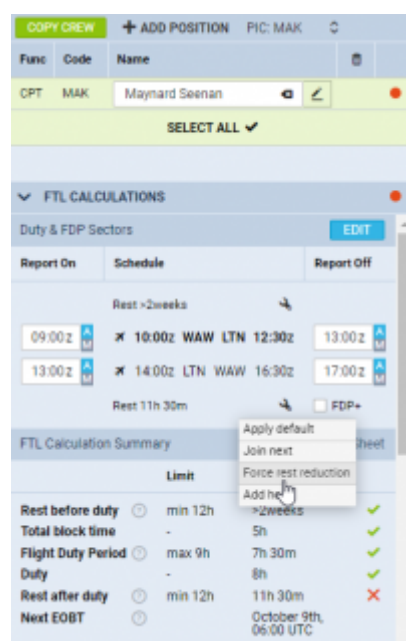 COPY CREW + ADD POSITION PIC: MAK
Func Code Name
CPT MAK Maynard Seenan
SELECT ALL ✔
FTL CALCULATIONS
Duty & FDP Sectors EDIT
Report On Schedule Report Off
Rest >2weeks
09:00z A M 10:00z WAW LTN 12:30z 13:00z A M
13:00z A M 14:00z LTN WAW 16:30z 17:00z A M
Rest 11h 30m FDP+
Apply default
FTL Calculation Summary heet
Join next
Limit
Force rest reduction
Add he
Rest before duty min 12h >2weeks
Total block time - 5h
Flight Duty Period max 9h 7h 30m
Duty - 8h
Rest after duty min 12h 11h 30m
Next EOBT October 9th,
06:00 UTC